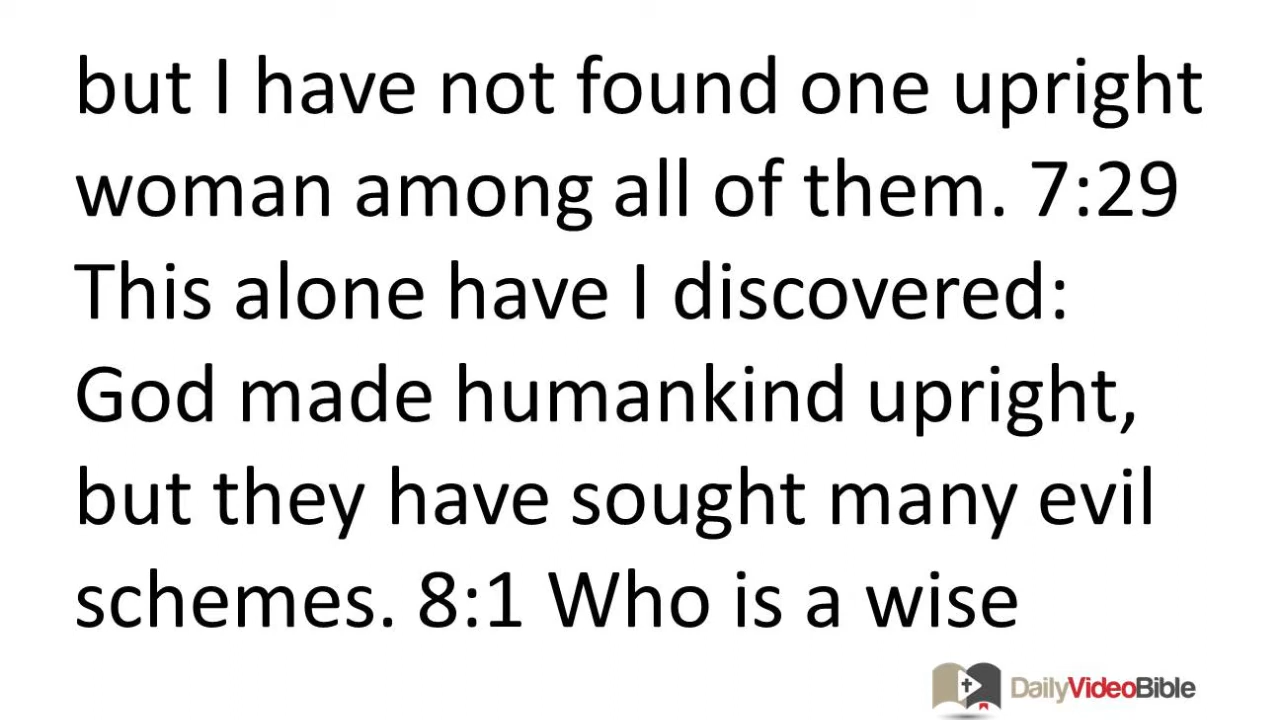 but I have not found one upright
woman among all of them. 7:29
This alone have I discovered:
God made humankind upright,
but they have sought many evil
schemes. 8:1 Who is a wise
DailyVideoBible